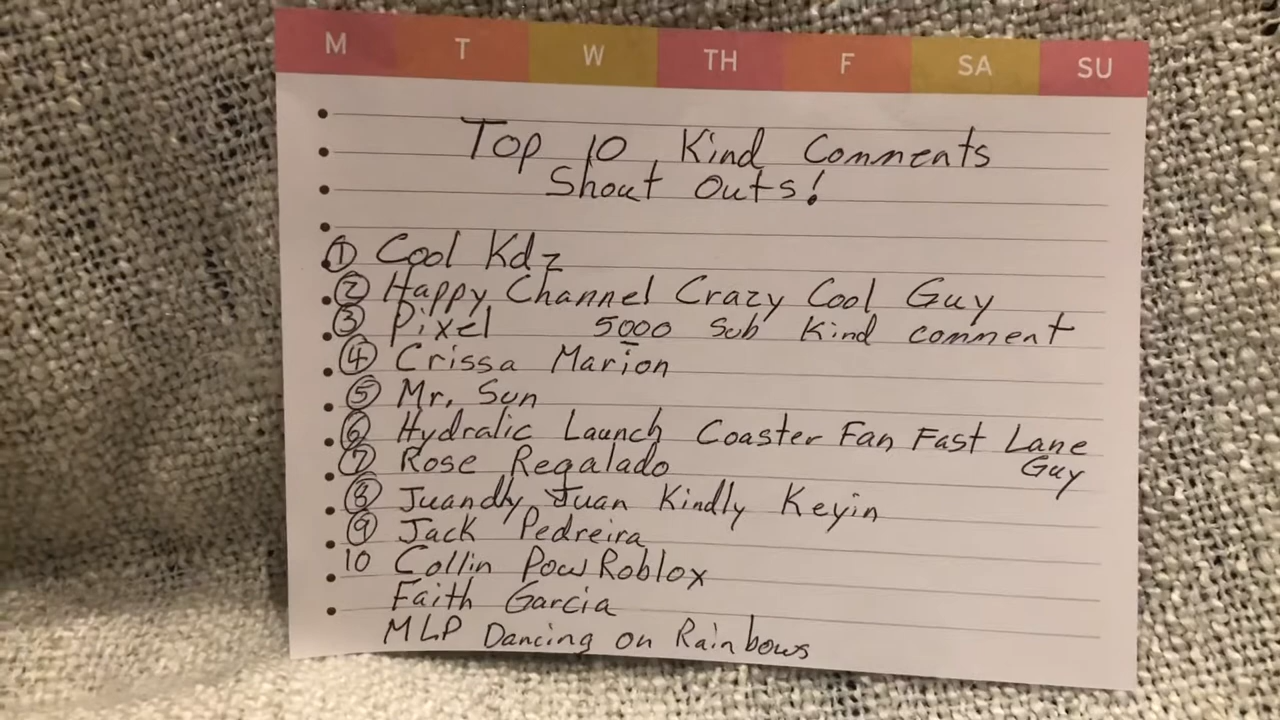 M T W TH F SA SU
Top 10 Kind Comments
Shout Outs!
① Cool Kdz
② Happy Channel Crazy Cool Guy
③ Pixel 5000 Sub Kind comment
④ Crissa Marion
⑤ Mr. Sun
⑥ Hydralic Launch Coaster Fan Fast Lane
Guy
⑦ Rose Regalado
⑧ Juandly Juan Kindly Keyin
⑨ Jack Pedreira
10 Collin Pow Roblox
Faith Garcia
MLP Dancing on Rainbows